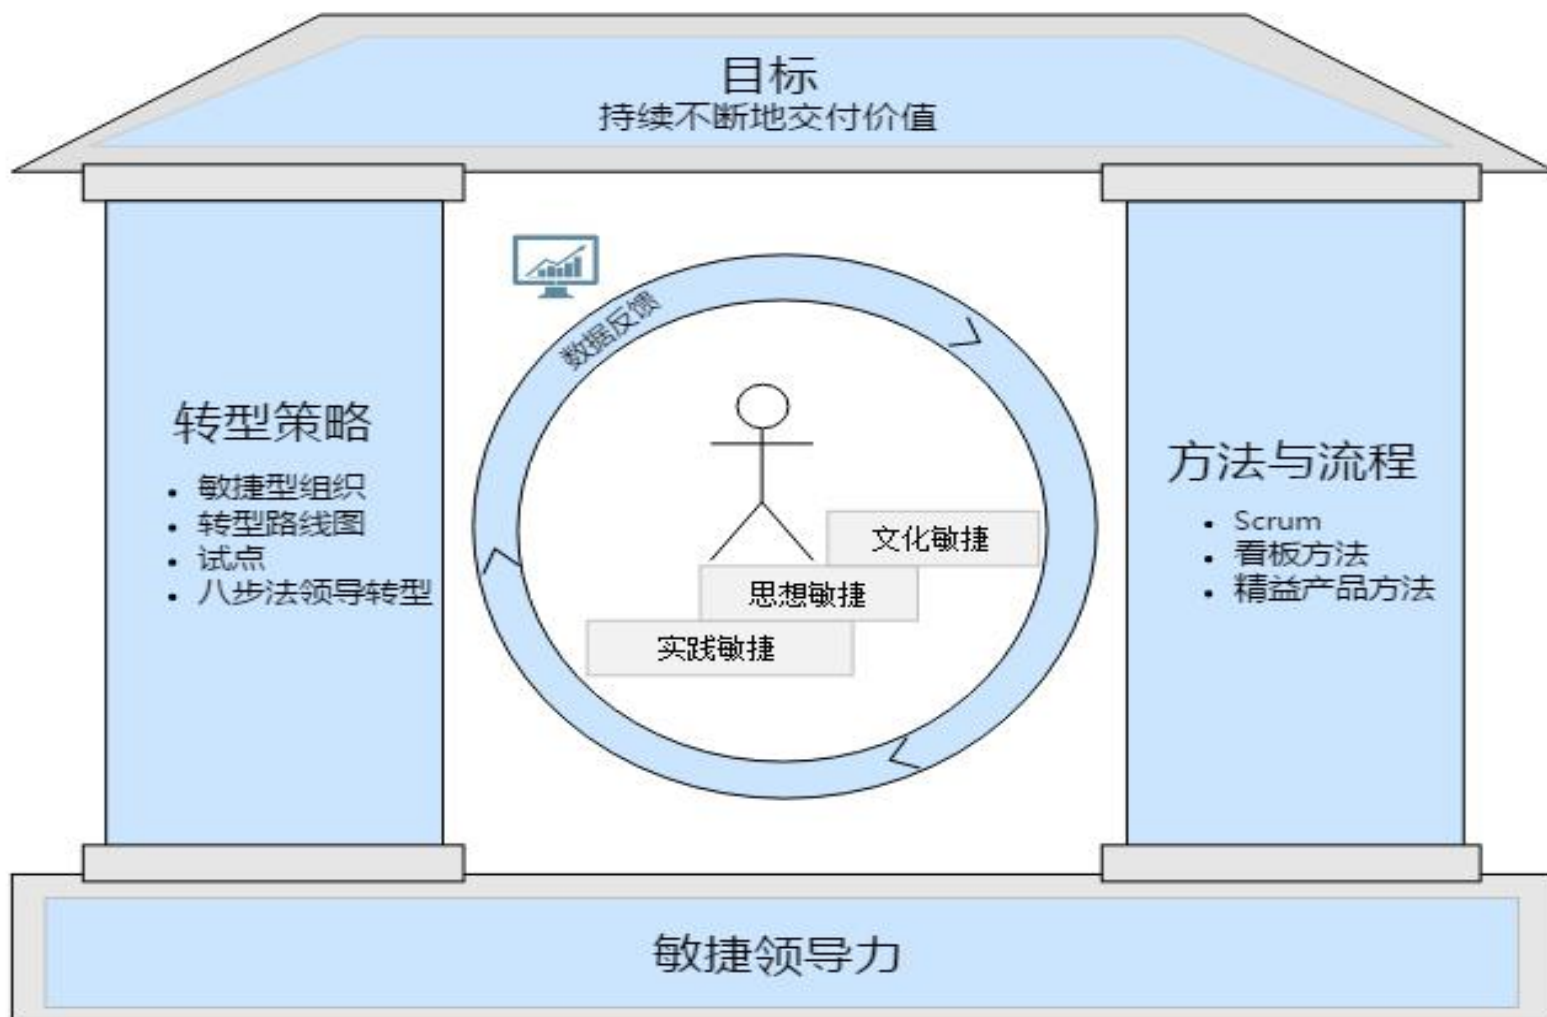 目标
持续不断地交付价值
数据反馈
转型策略
敏捷型组织
转型路线图
试点
八步法领导转型
文化敏捷
思想敏捷
实践敏捷
方法与流程
Scrum
看板方法
精益产品方法
敏捷领导力